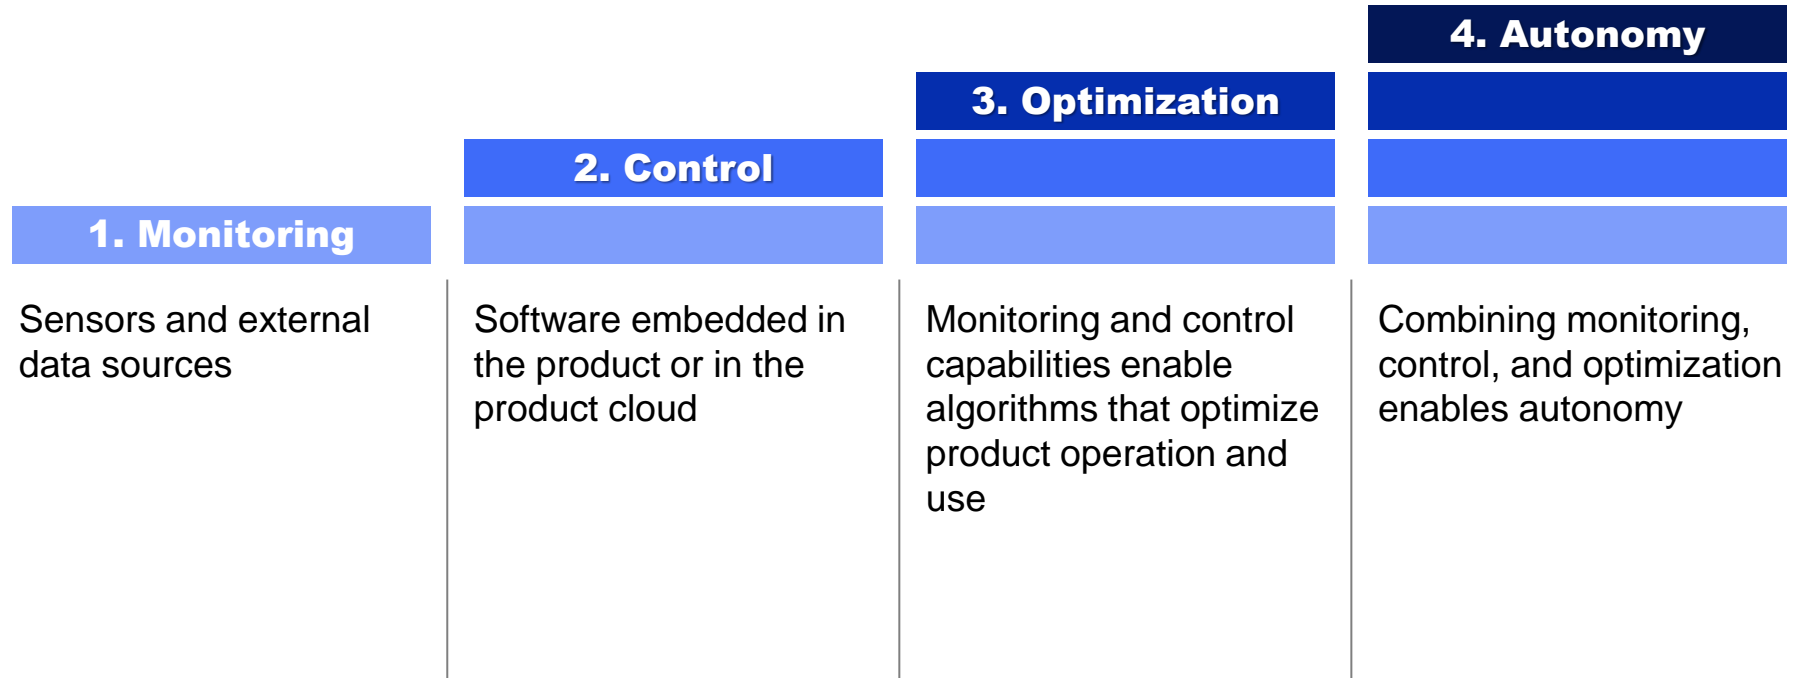 4. Autonomy
3. Optimization
2. Control
1. Monitoring
Sensors and external
data sources
Software embedded in
the product or in the
product cloud
Monitoring and control
capabilities enable
algorithms that optimize
product operation and
use
Combining monitoring,
control, and optimization
enables autonomy